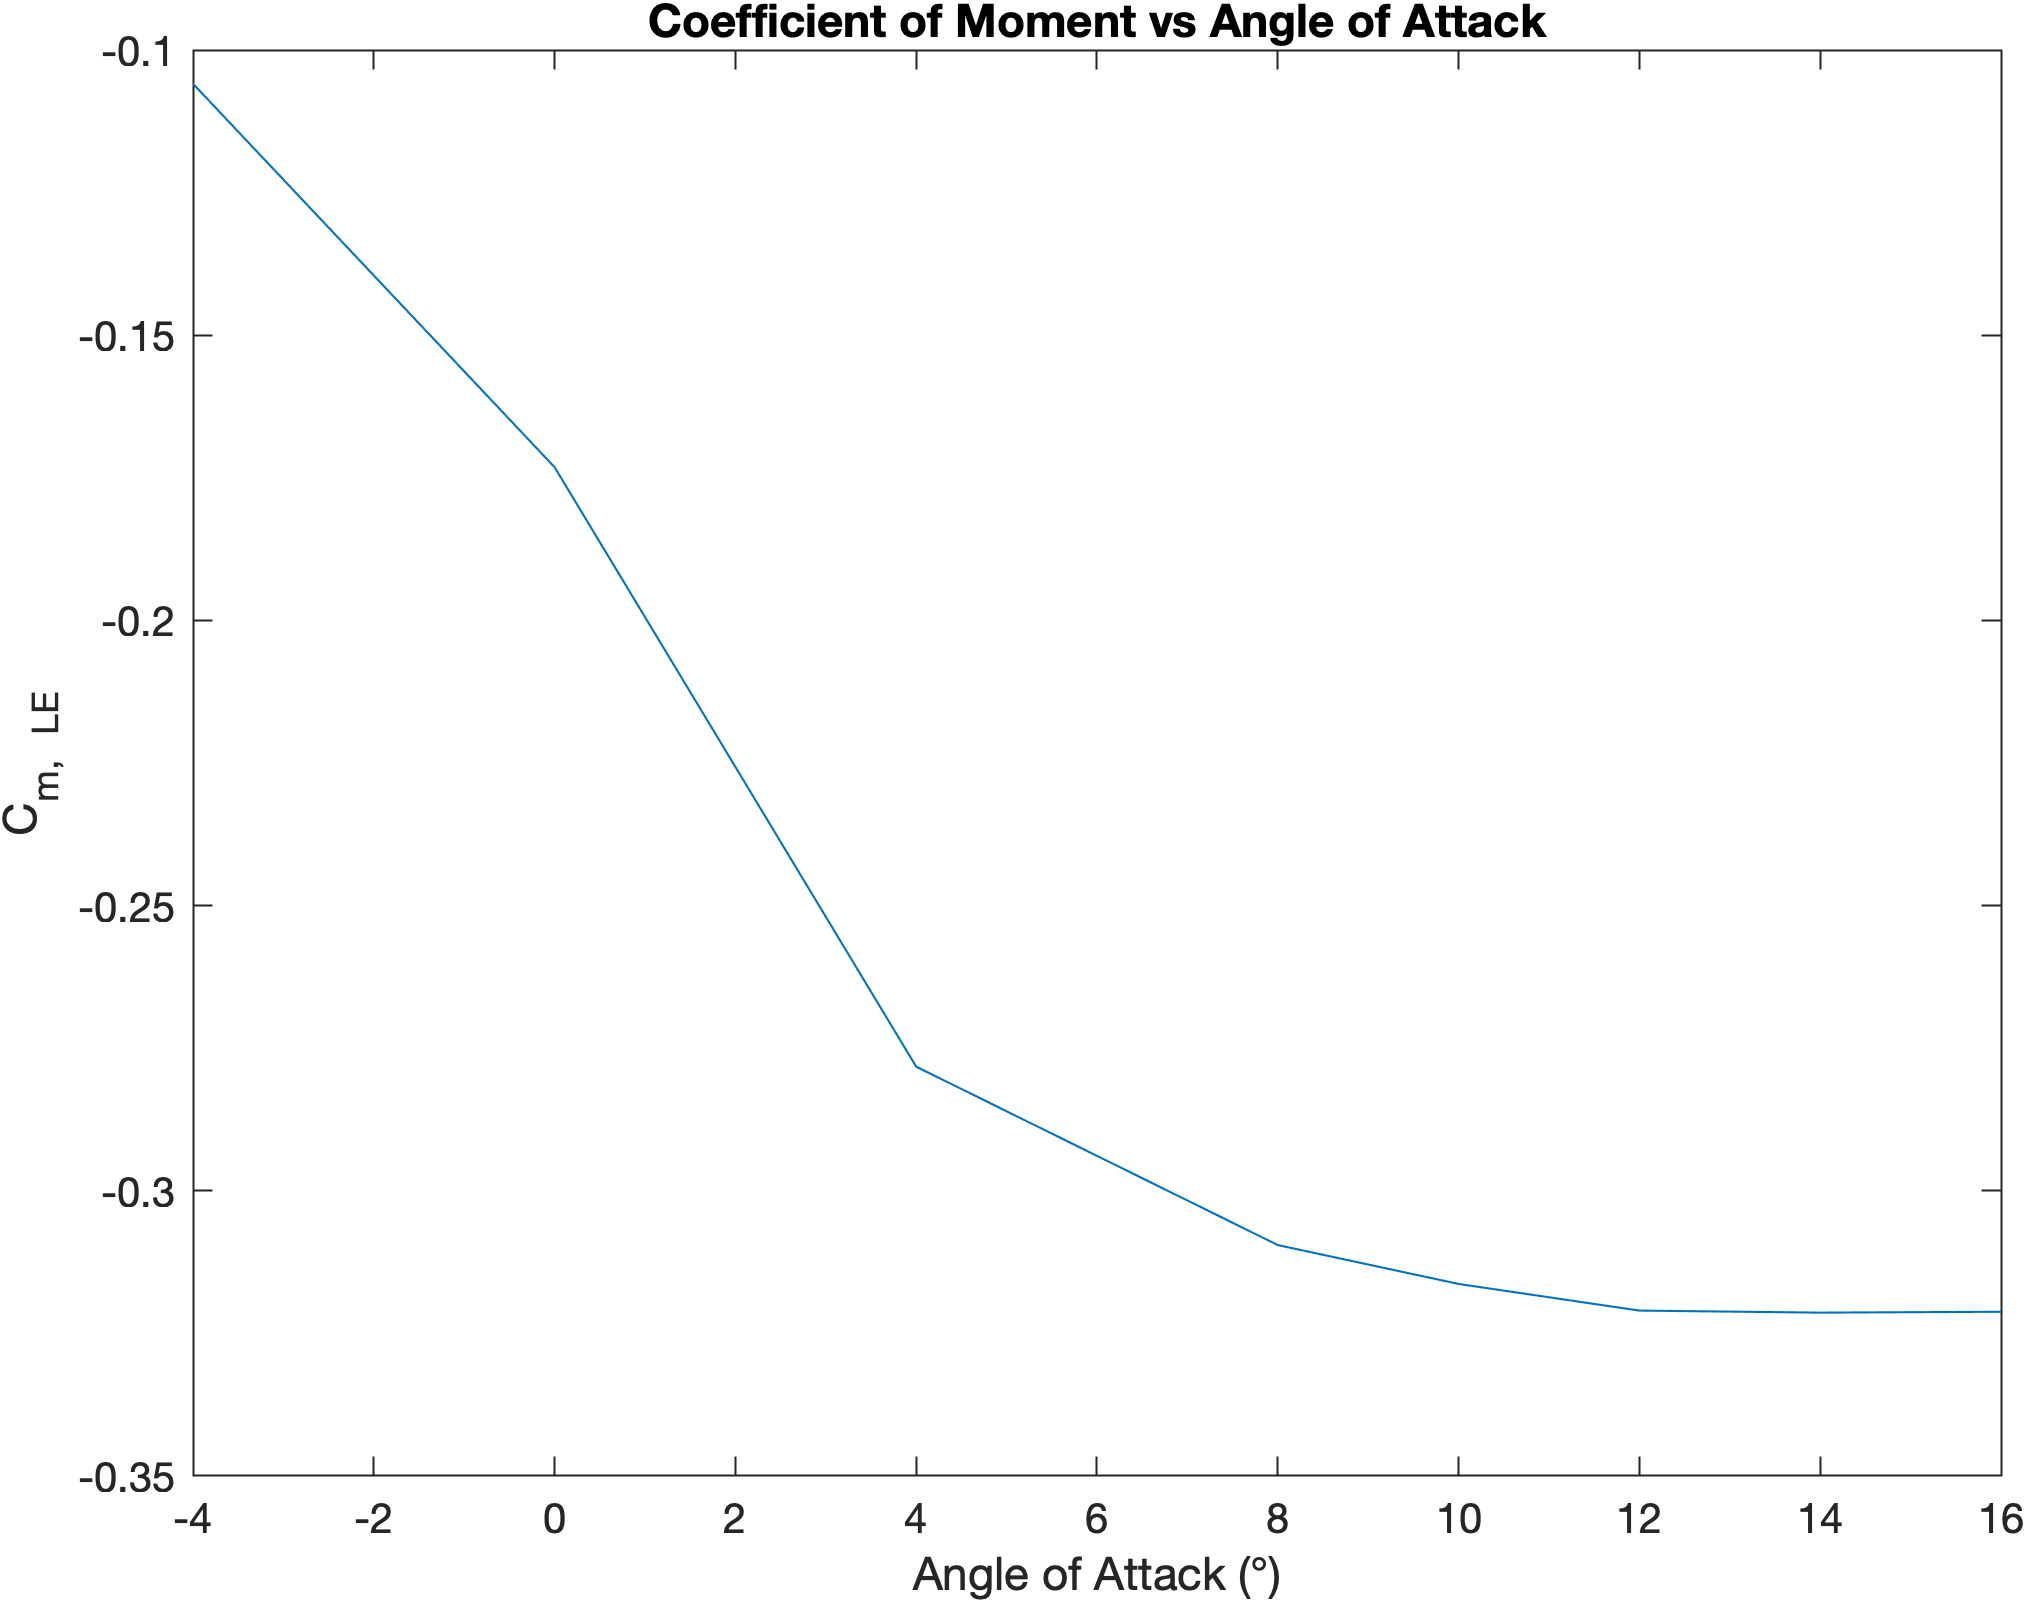 Coefficient of Moment vs Angle of Attack
-0.1
-0.15
-0.2
-0.25
-0.3
-0.35
C m, LE
-4 -2 0 2 4 6 8 10 12 14 16
Angle of Attack (°)